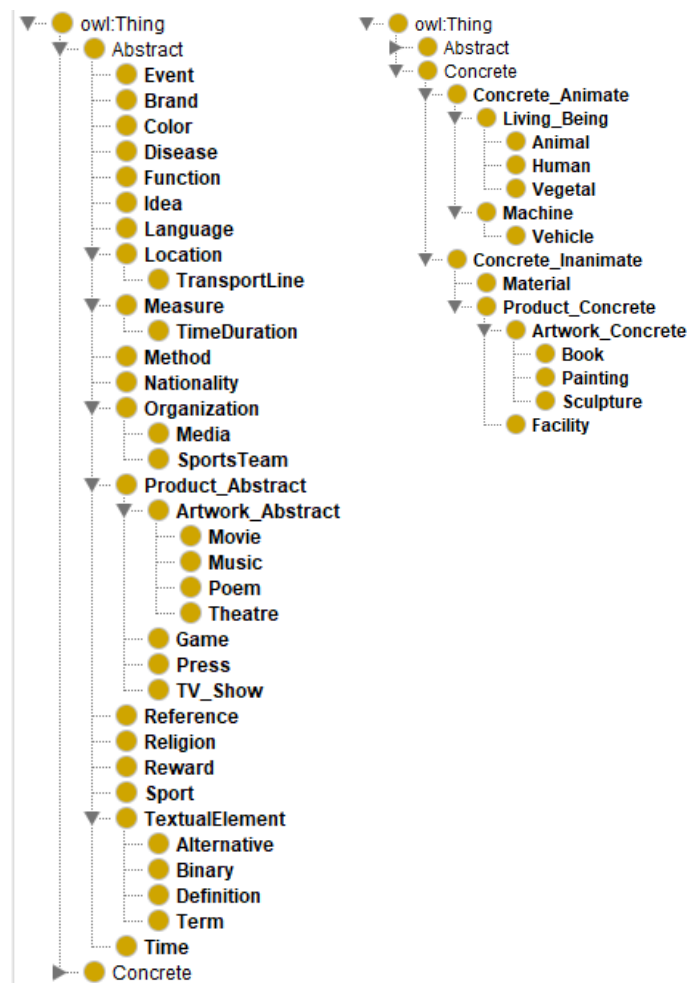 owl:Thing
Abstract
Event
Brand
Color
Disease
Function
Idea
Language
Location
TransportLine
Measure
TimeDuration
Method
Nationality
Organization
Media
SportsTeam
Product_Abstract
Artwork_Abstract
Movie
Music
Poem
Theatre
Game
Press
TV_Show
Reference
Religion
Reward
Sport
TextualElement
Alternative
Binary
Definition
Term
Time
Concrete
owl:Thing
Abstract
Concrete
Concrete_Animate
Living_Being
Animal
Human
Vegetal
Machine
Vehicle
Concrete_Inanimate
Material
Product_Concrete
Artwork_Concrete
Book
Painting
Sculpture
Facility